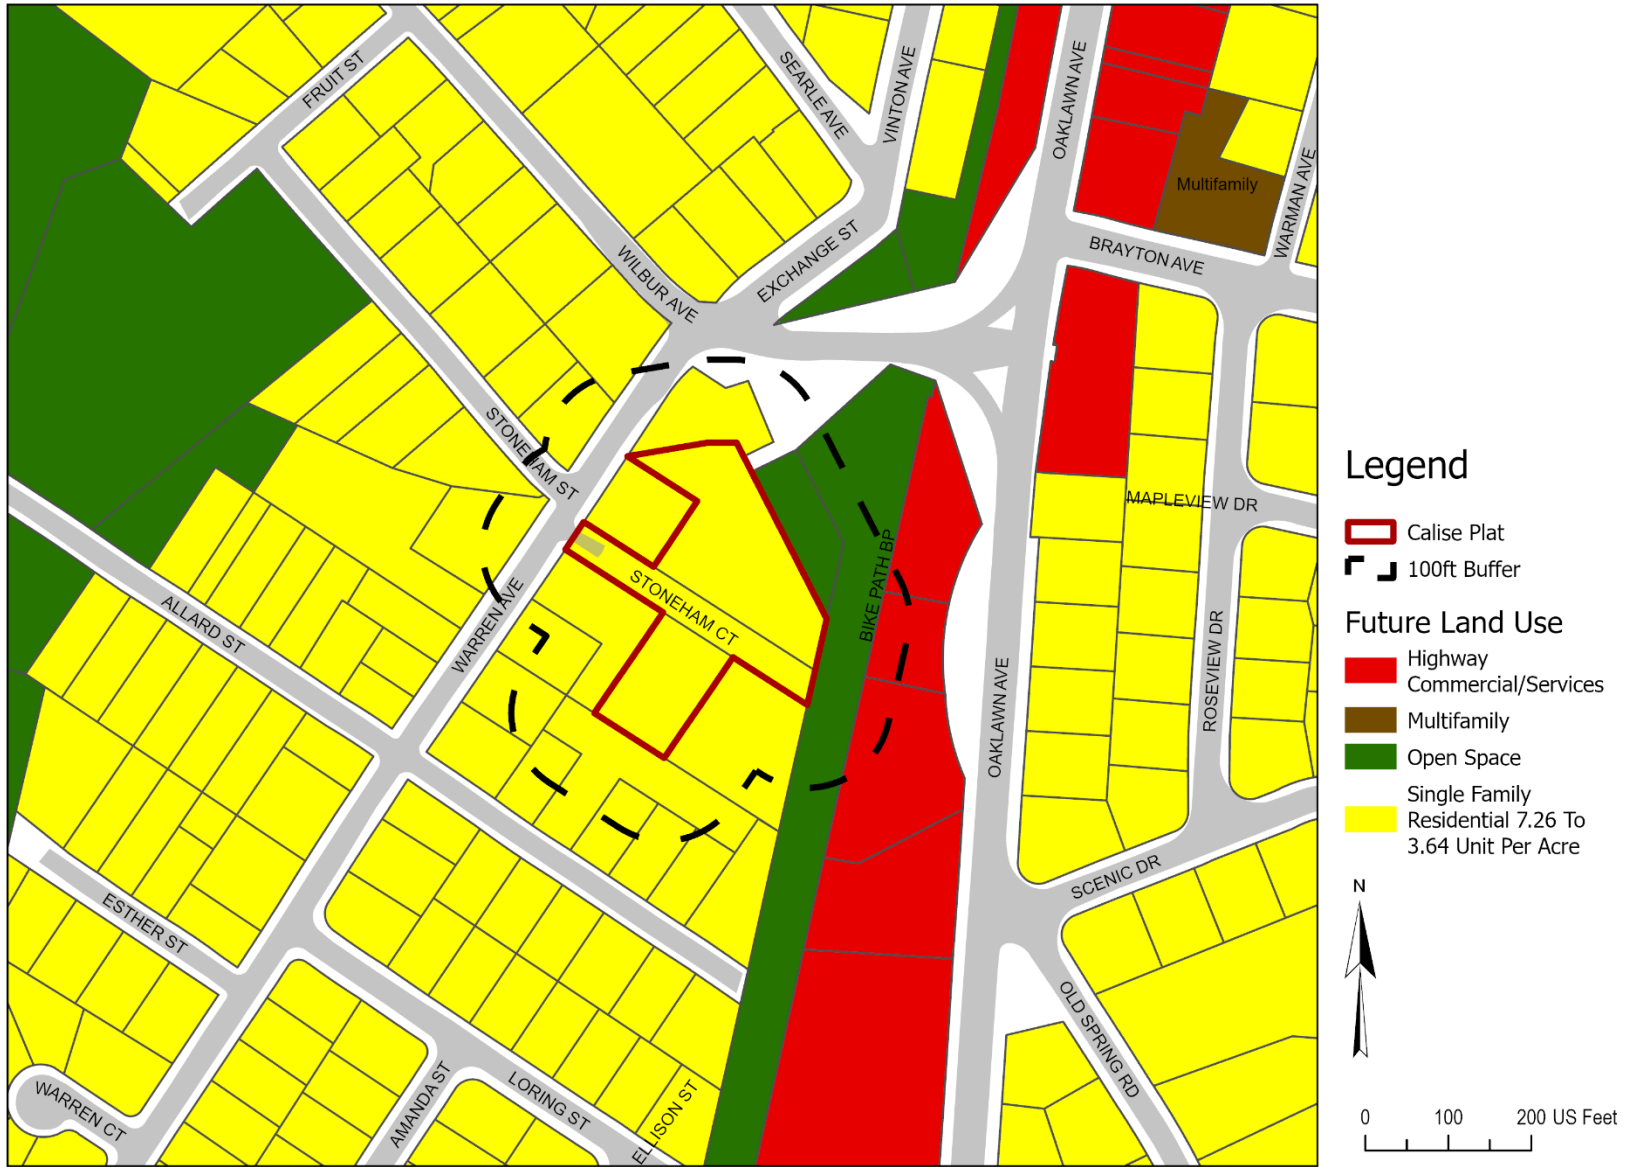 FRUIT ST
SEARLE AVE
VINTON AVE
OAKLAWN AVE
Multifamily
WARMAN AVE
BRAYTON AVE
EXCHANGE ST
WILBUR AVE
STONEHAM ST
MAPLEVIEW DR
BIKE PATH BP
STONEHAM CT
ALLARD ST
WARREN AVE
ROSEVIEW DR
OAKLAWN AVE
SCENIC DR
ESTHER ST
OLD SPRING RD
WARREN CT
AMANDA ST
LORING ST
ELLISON ST
Legend
Calise Plat
100ft Buffer
Future Land Use
Highway
Commercial/Services
Multifamily
Open Space
Single Family
Residential 7.26 To
3.64 Unit Per Acre
N
0 100 200 US Feet